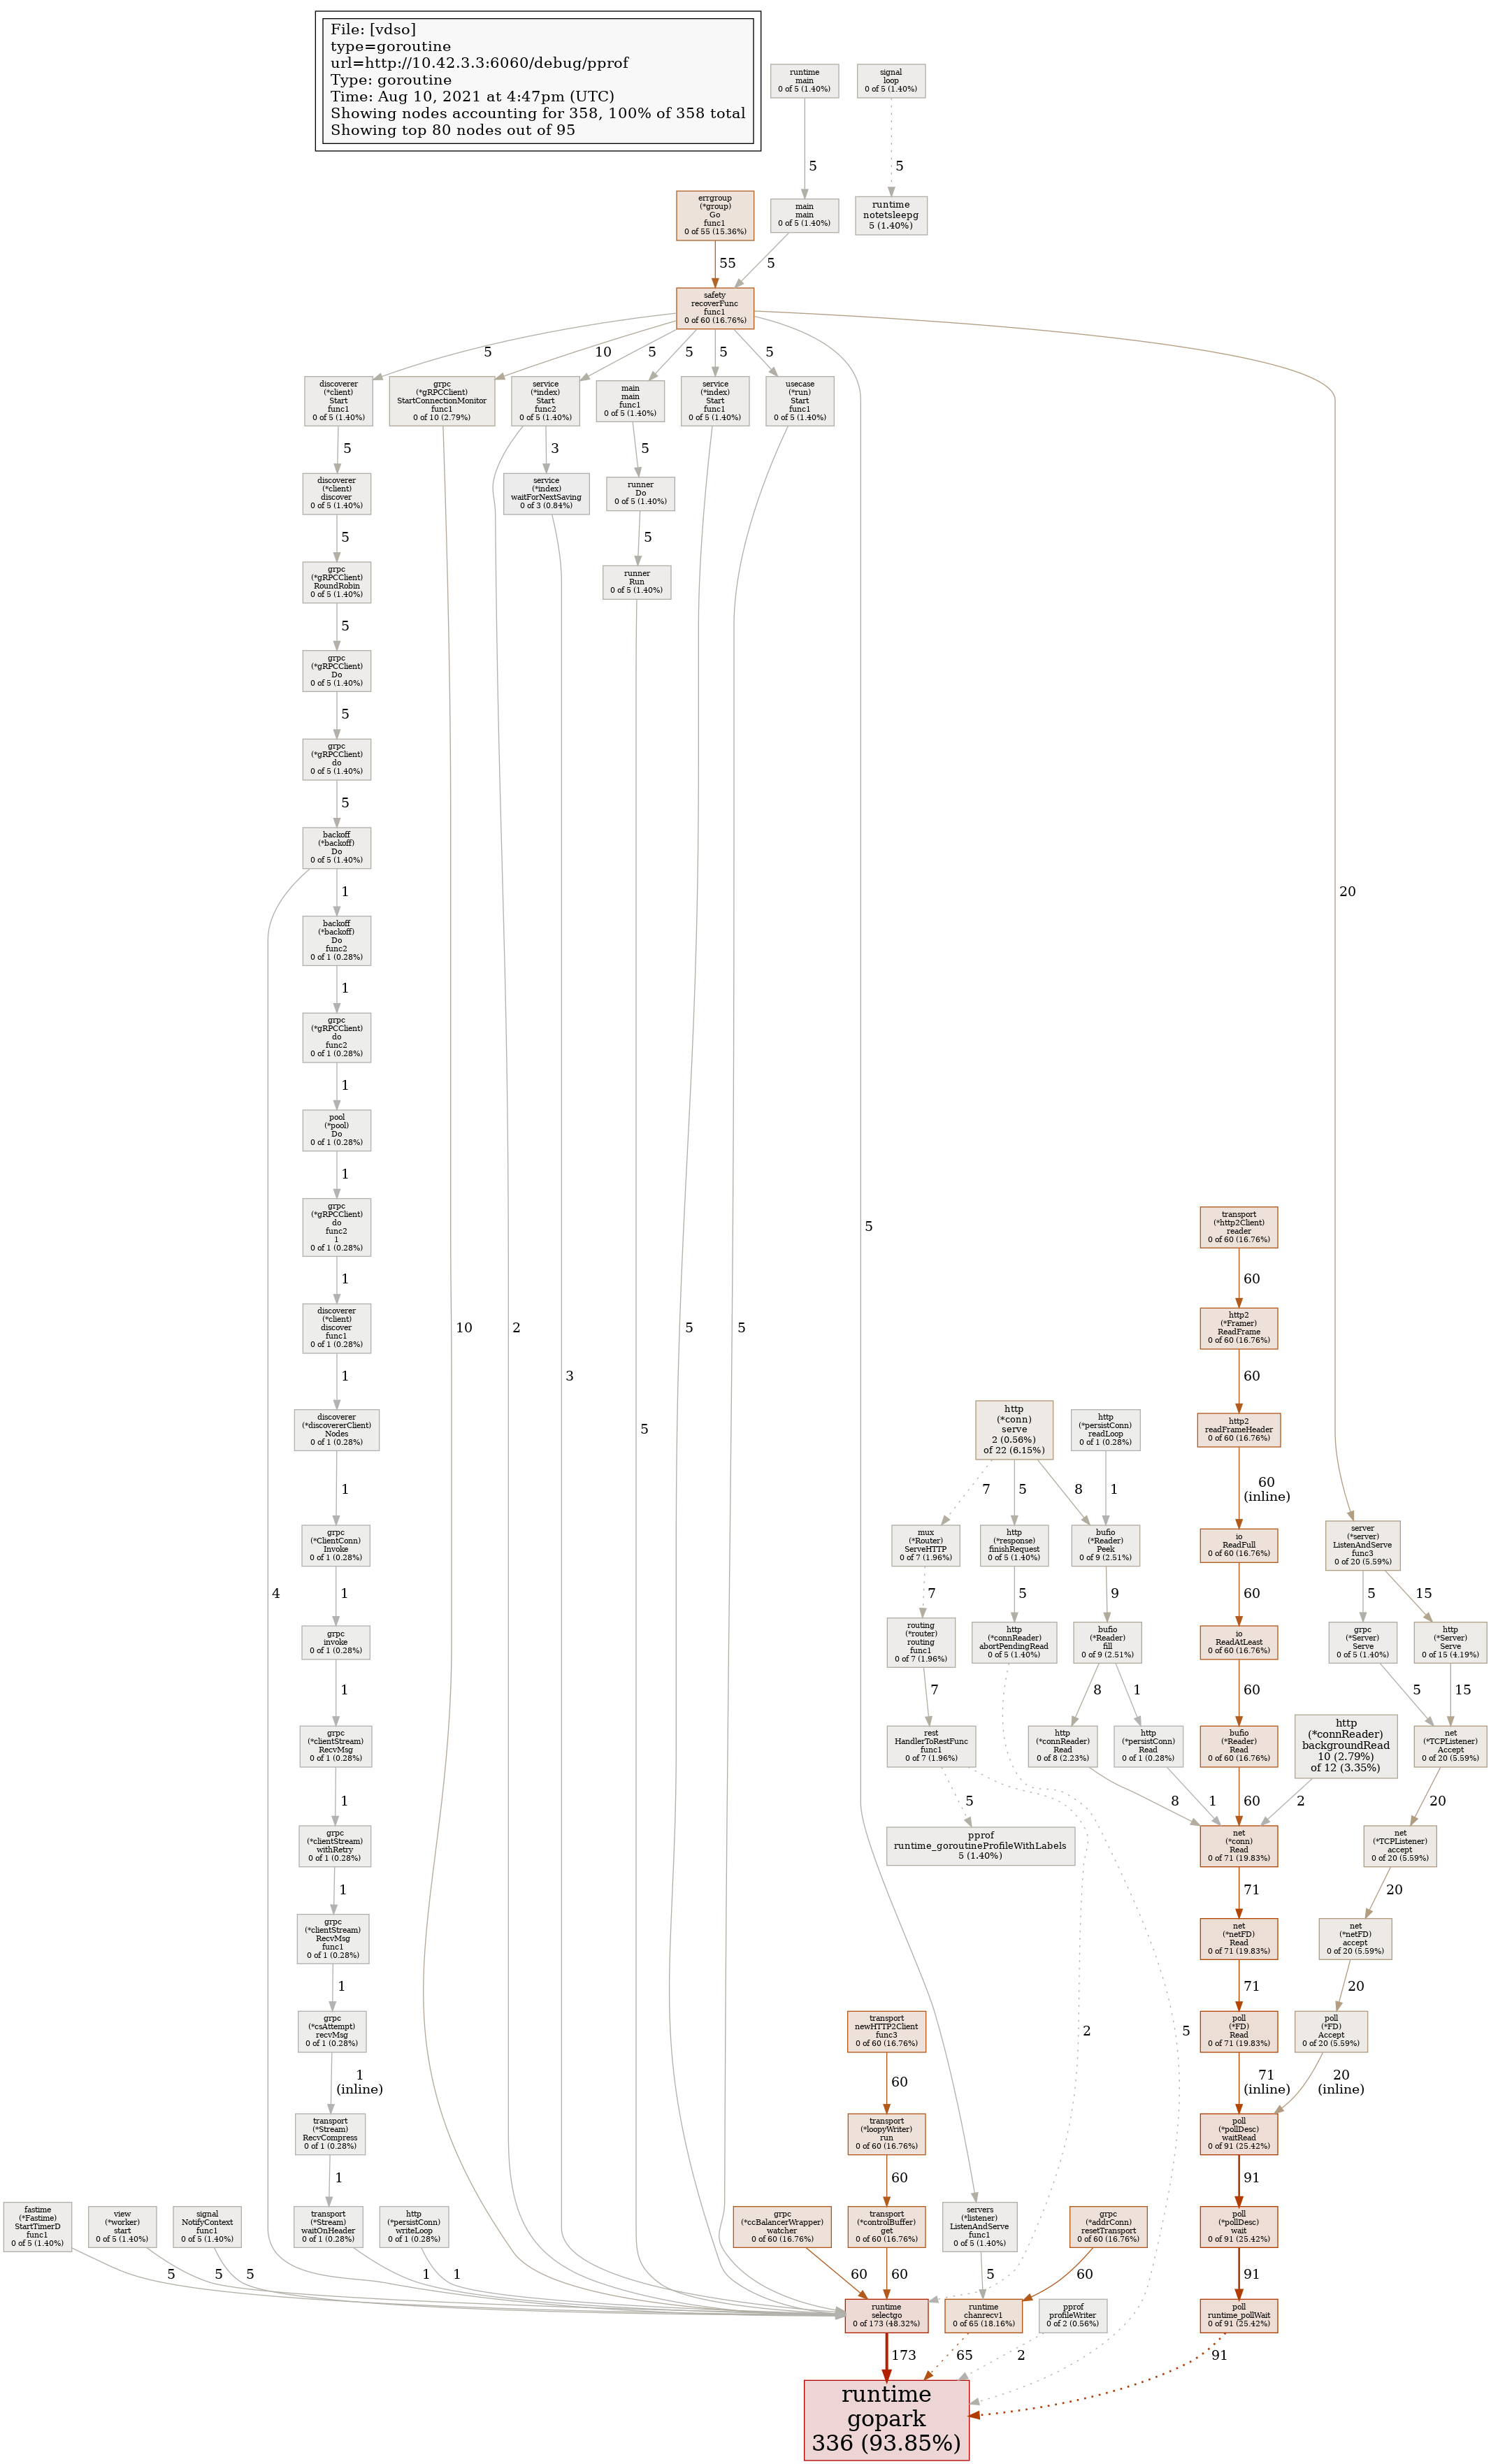 File: [vdso]
type=goroutine
url=http://10.42.3.3:6060/debug/pprof
Type: goroutine
Time: Aug 10, 2021 at 4:47pm (UTC)
Showing nodes accounting for 358, 100% of 358 total
Showing top 80 nodes out of 95
runtime
main
0 of 5 (1.40%)
signal
loop
0 of 5 (1.40%)
5
5
errgroup
(*group)
Go
func1
0 of 55 (15.36%)
main
main
0 of 5 (1.40%)
runtime
notetsleepg
5 (1.40%)
55
5
safety
recoverFunc
func1
0 of 60 (16.76%)
5
10
5
5
5
5
5
20
discoverer
(*client)
Start
func1
0 of 5 (1.40%)
grpc
(*gRPCClient)
StartConnectionMonitor
func1
0 of 10 (2.79%)
service
(*index)
Start
func2
0 of 5 (1.40%)
main
main
func1
0 of 5 (1.40%)
service
(*index)
Start
func1
0 of 5 (1.40%)
usecase
(*run)
Start
func1
0 of 5 (1.40%)
5
3
5
discoverer
(*client)
discover
0 of 5 (1.40%)
service
(*index)
waitForNextSaving
0 of 3 (0.84%)
runner
Do
0 of 5 (1.40%)
5
5
grpc
(*gRPCClient)
RoundRobin
0 of 5 (1.40%)
runner
Run
0 of 5 (1.40%)
5
grpc
(*gRPCClient)
Do
0 of 5 (1.40%)
5
grpc
(*gRPCClient)
do
0 of 5 (1.40%)
5
backoff
(*backoff)
Do
0 of 5 (1.40%)
1
4
backoff
(*backoff)
Do
func2
0 of 1 (0.28%)
1
grpc
(*gRPCClient)
do
func2
0 of 1 (0.28%)
1
pool
(*pool)
Do
0 of 1 (0.28%)
1
grpc
(*gRPCClient)
do
func2
1
0 of 1 (0.28%)
1
discoverer
(*client)
discover
func1
0 of 1 (0.28%)
1
10
2
3
5
5
5
discoverer
(*discovererClient)
Nodes
0 of 1 (0.28%)
1
grpc
(*ClientConn)
Invoke
0 of 1 (0.28%)
1
grpc
invoke
0 of 1 (0.28%)
1
grpc
(*clientStream)
RecvMsg
0 of 1 (0.28%)
1
grpc
(*clientStream)
withRetry
0 of 1 (0.28%)
1
grpc
(*clientStream)
RecvMsg
func1
0 of 1 (0.28%)
1
grpc
(*csAttempt)
recvMsg
0 of 1 (0.28%)
1
(inline)
transport
(*Stream)
RecvCompress
0 of 1 (0.28%)
1
transport
(*http2Client)
reader
0 of 60 (16.76%)
60
http2
(*Framer)
ReadFrame
0 of 60 (16.76%)
60
http
(*conn)
serve
2 (0.56%)
of 22 (6.15%)
http
(*persistConn)
readLoop
0 of 1 (0.28%)
http2
readFrameHeader
0 of 60 (16.76%)
7
5
8
1
60
(inline)
mux
(*Router)
ServeHTTP
0 of 7 (1.96%)
http
(*response)
finishRequest
0 of 5 (1.40%)
bufio
(*Reader)
Peek
0 of 9 (2.51%)
io
ReadFull
0 of 60 (16.76%)
server
(*server)
ListenAndServe
func3
0 of 20 (5.59%)
7
5
9
60
5
15
routing
(*router)
routing
func1
0 of 7 (1.96%)
http
(*connReader)
abortPendingRead
0 of 5 (1.40%)
bufio
(*Reader)
fill
0 of 9 (2.51%)
io
ReadAtLeast
0 of 60 (16.76%)
grpc
(*Server)
Serve
0 of 5 (1.40%)
http
(*Server)
Serve
0 of 15 (4.19%)
7
8
1
60
5
15
rest
HandlerToRestFunc
func1
0 of 7 (1.96%)
http
(*connReader)
Read
0 of 8 (2.23%)
http
(*persistConn)
Read
0 of 1 (0.28%)
bufio
(*Reader)
Read
0 of 60 (16.76%)
http
(*connReader)
backgroundRead
10 (2.79%)
of 12 (3.35%)
net
(*TCPListener)
Accept
0 of 20 (5.59%)
5
8
1
60
2
20
pprof
runtime_goroutineProfileWithLabels
5 (1.40%)
net
(*conn)
Read
0 of 71 (19.83%)
net
(*TCPListener)
accept
0 of 20 (5.59%)
71
20
net
(*netFD)
Read
0 of 71 (19.83%)
net
(*netFD)
accept
0 of 20 (5.59%)
71
20
transport
newHTTP2Client
func3
0 of 60 (16.76%)
2
5
poll
(*FD)
Read
0 of 71 (19.83%)
poll
(*FD)
Accept
0 of 20 (5.59%)
60
71
(inline)
20
(inline)
transport
(*loopyWriter)
run
0 of 60 (16.76%)
poll
(*pollDesc)
waitRead
0 of 91 (25.42%)
60
91
fastime
(*Fastime)
StartTimerD
func1
0 of 5 (1.40%)
view
(*worker)
start
0 of 5 (1.40%)
signal
NotifyContext
func1
0 of 5 (1.40%)
transport
(*Stream)
waitOnHeader
0 of 1 (0.28%)
http
(*persistConn)
writeLoop
0 of 1 (0.28%)
grpc
(*ccBalancerWrapper)
watcher
0 of 60 (16.76%)
transport
(*controlBuffer)
get
0 of 60 (16.76%)
servers
(*listener)
ListenAndServe
func1
0 of 5 (1.40%)
grpc
(*addrConn)
resetTransport
0 of 60 (16.76%)
poll
(*pollDesc)
wait
0 of 91 (25.42%)
5
5
5
1
1
60
60
5
60
91
runtime
selectgo
0 of 173 (48.32%)
runtime
chanrecv1
0 of 65 (18.16%)
pprof
profileWriter
0 of 2 (0.56%)
poll
runtime_pollWait
0 of 91 (25.42%)
173
65
2
91
runtime
gopark
336 (93.85%)